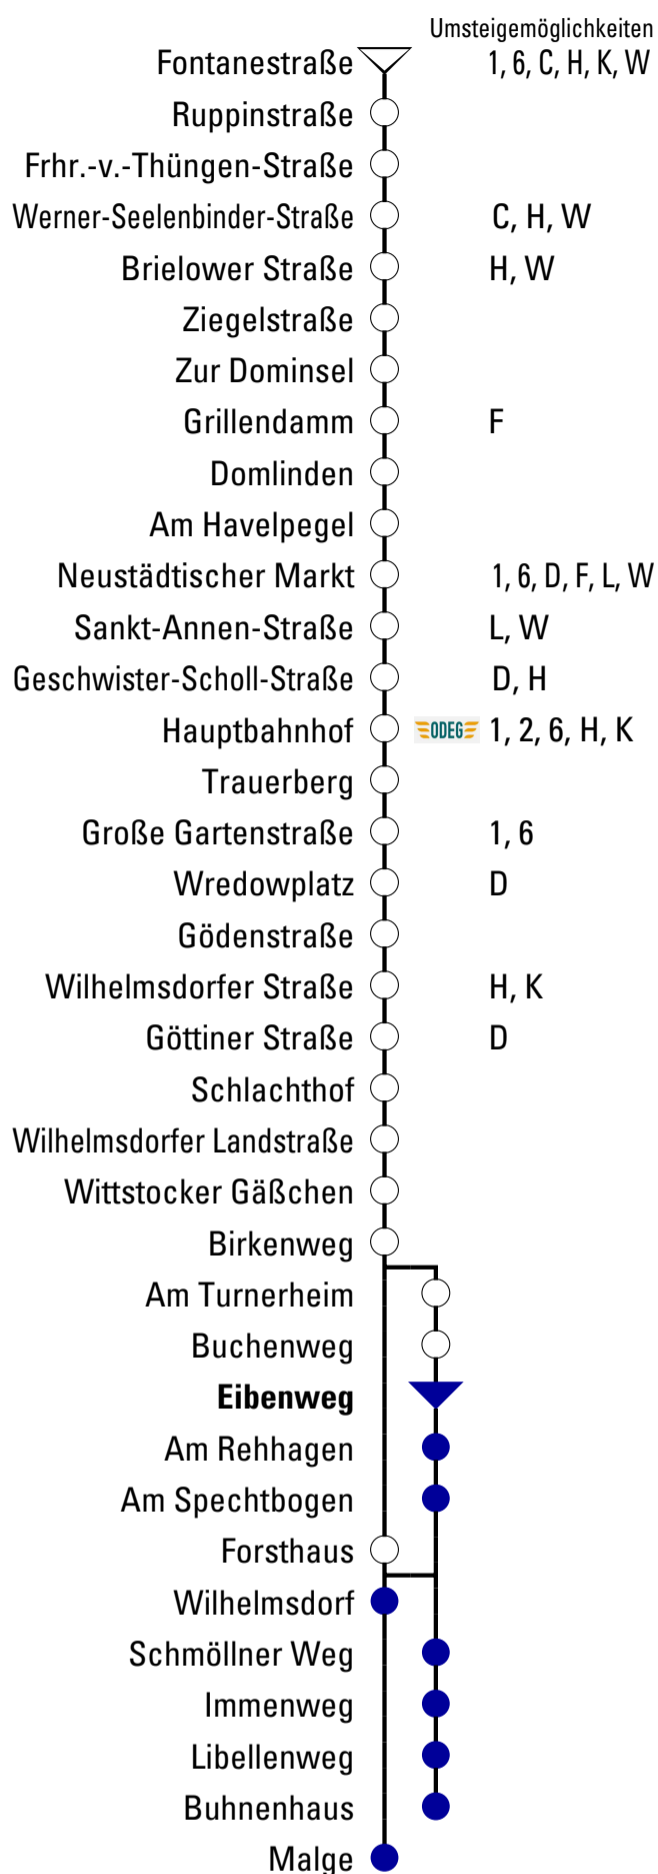 Umsteigemöglichkeiten
Fontanestraße 1, 6, C, H, K, W
Ruppinstraße
Frhr.-v.-Thüngen-Straße
Werner-Seelenbinder-Straße C, H, W
Brielower Straße H, W
Ziegelstraße
Zur Dominsel
Grillendamm F
Domlinden
Am Havelpegel
Neustädtischer Markt 1, 6, D, F, L, W
Sankt-Annen-Straße L, W
Geschwister-Scholl-Straße D, H
Hauptbahnhof ODEG 1, 2, 6, H, K
Trauerberg
Große Gartenstraße 1, 6
Wredowplatz D
Gödenstraße
Wilhelmsdorfer Straße H, K
Göttiner Straße D
Schlachthof
Wilhelmsdorfer Landstraße
Wittstocker Gäßchen
Birkenweg
Am Turnerheim
Buchenweg
Eibenweg
Am Rehhagen
Am Spechtbogen
Forsthaus
Wilhelmsdorf
Schmöllner Weg
Immenweg
Libellenweg
Buhnenhaus
Malge